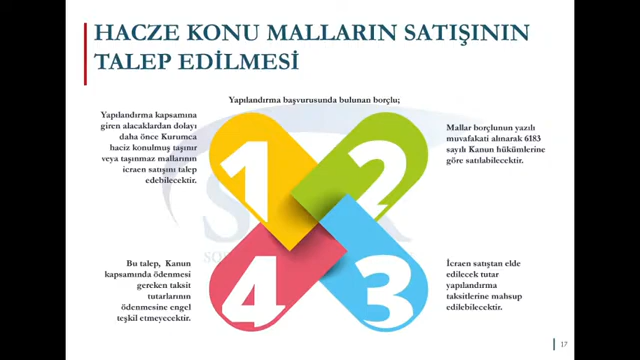 HACZE KONU MALLARIN SATIŞININ
TALEP EDİLMESİ
Yapılandırma başvurusunda bulunan borçlu;
Yapılandırma kapsamına
giren alacaklardan dolayı
daha önce Kurumca
haciz konulmuş taşınır
veya taşınmaz mallarının
icraen satışını talep
edebilecektir.
1
2
Mallar borçlunun yazılı
muvafakati alınarak 6183
sayılı Kanun hükümlerine
göre satılabilecektir.
Bu talep, Kanun
kapsamında ödenmesi
gereken taksit
tutarlarının
ödenmesine engel
teşkil etmeyecektir.
4
3
İcraen satıştan elde
edilecek tutar
yapılandırma
taksitlerine mahsup
edilebilecektir.
17